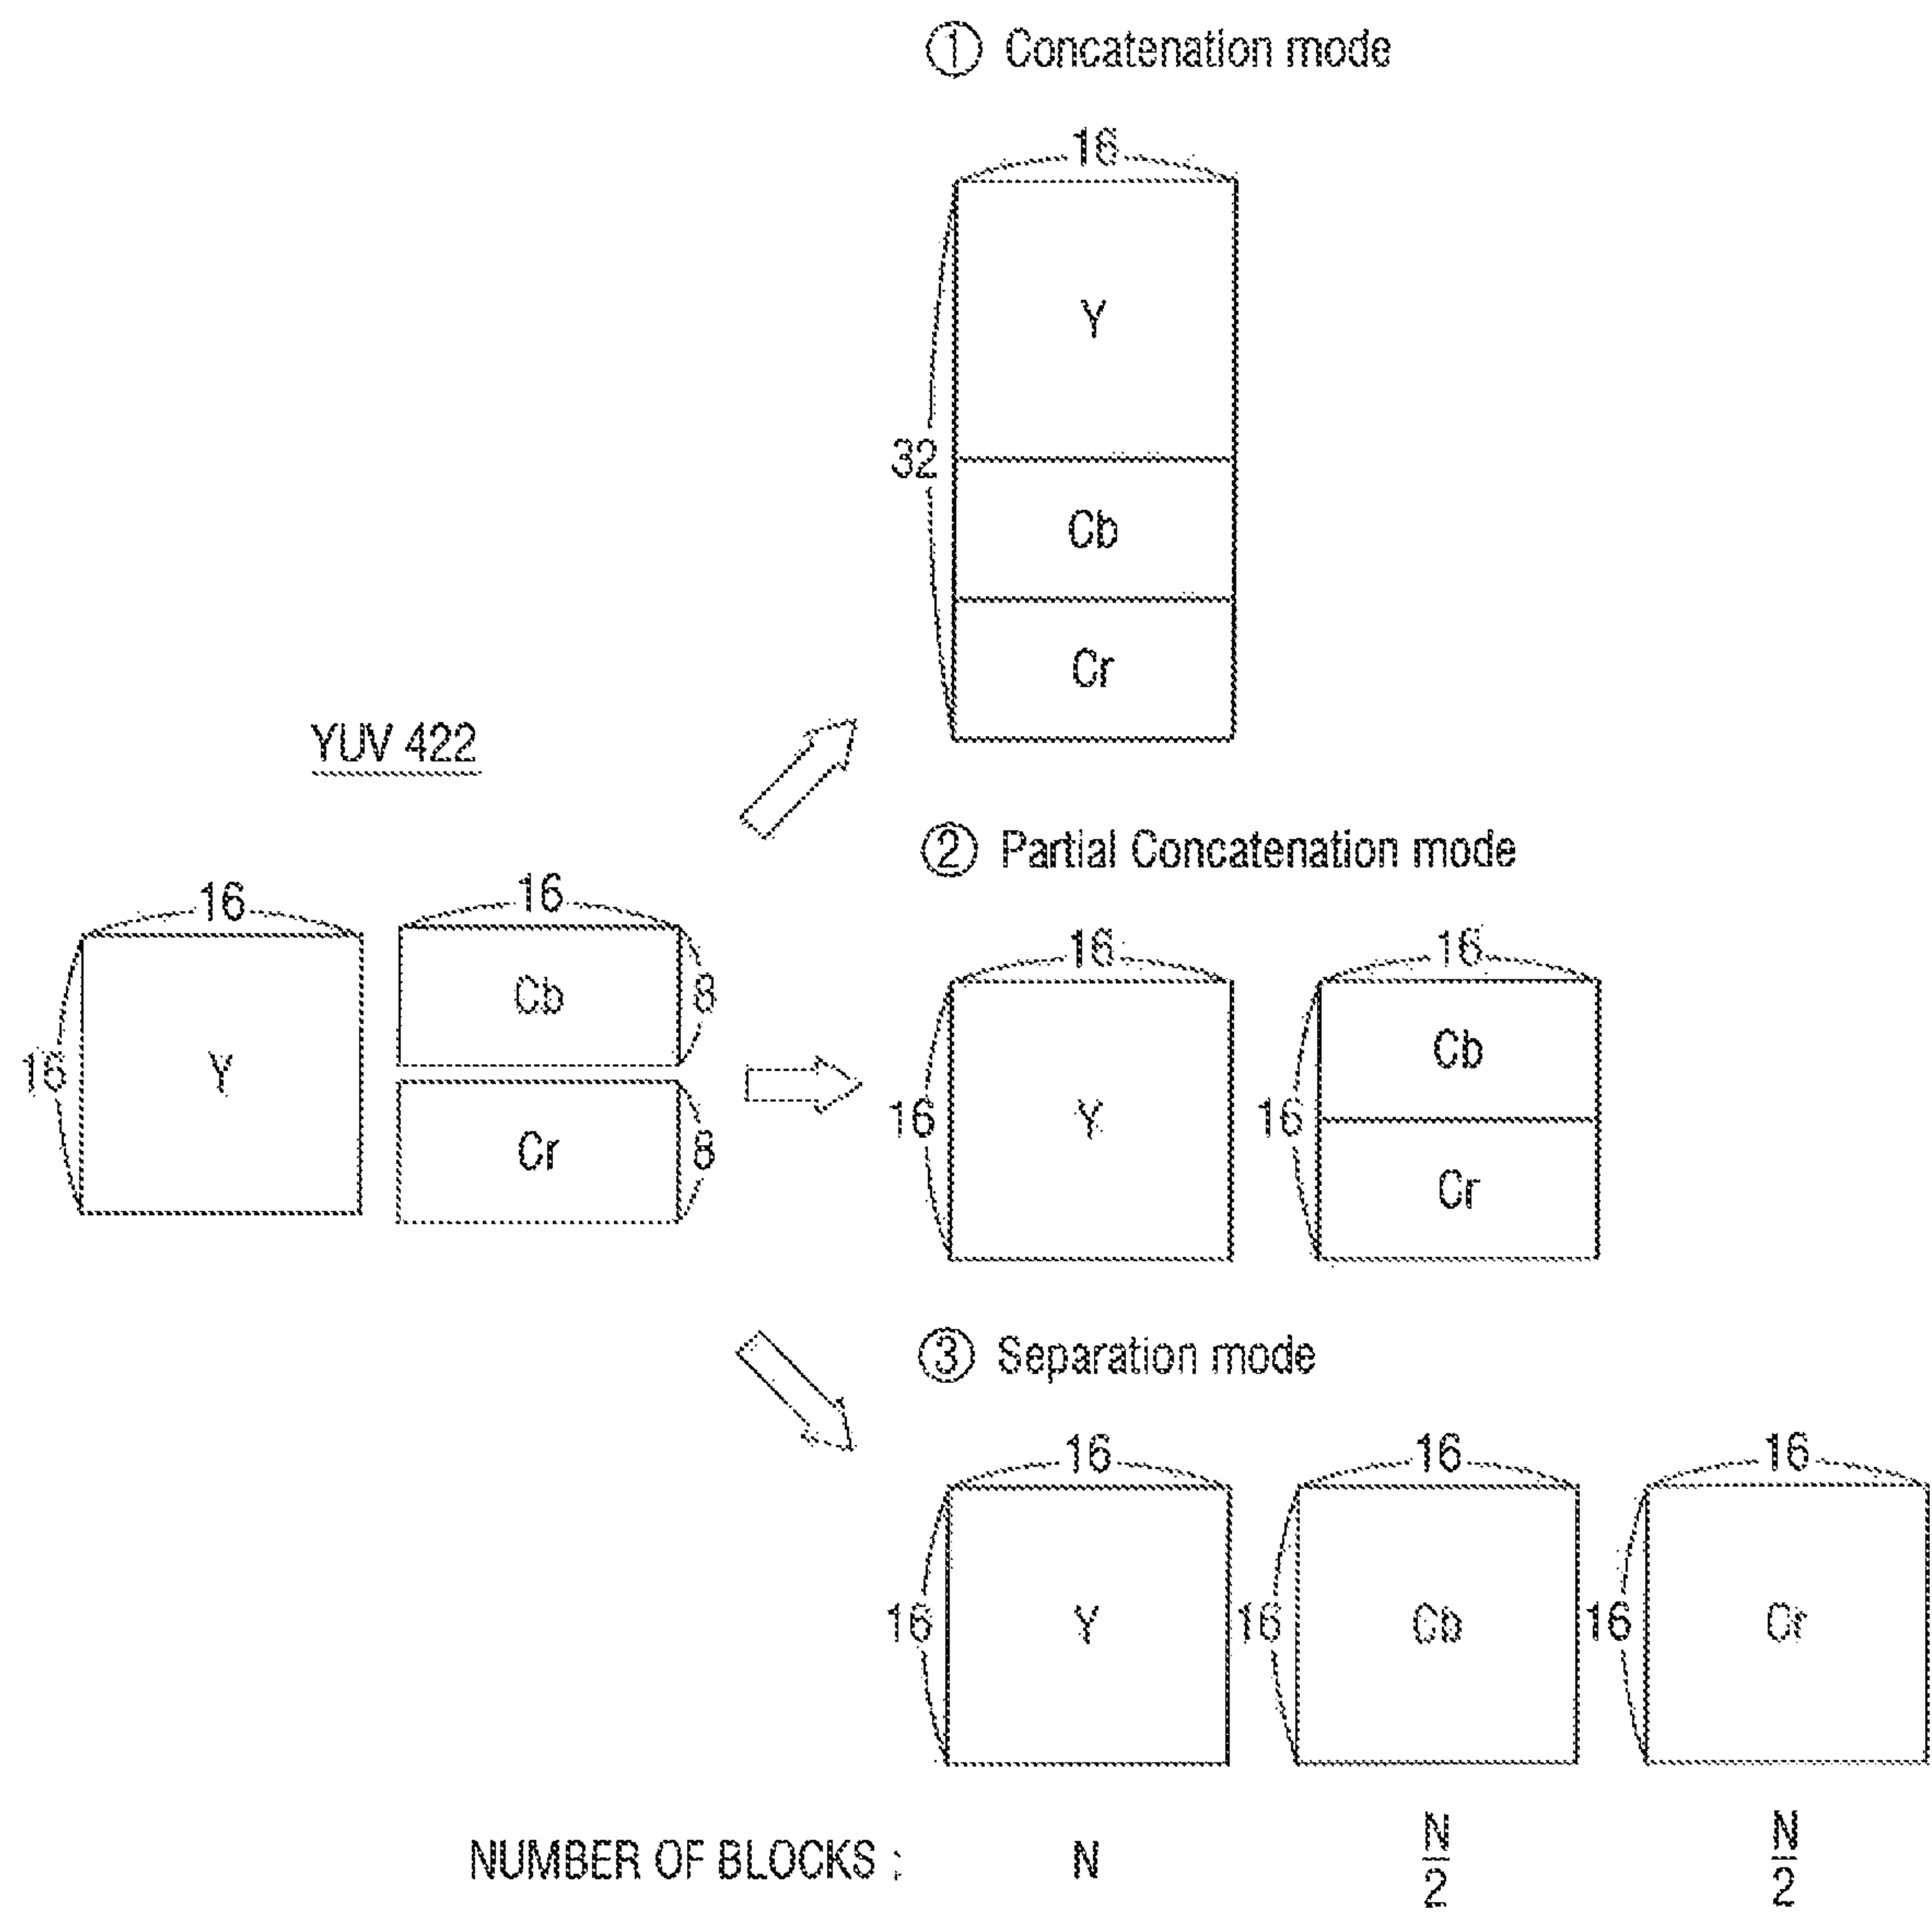 ① Concatenation mode
16
32
Y
Cb
Cr
YUV 422
16
16
Y
16
Cb
8
Cr
8
② Partial Concatenation mode
16
16
Y
16
16
Cb
Cr
③ Separation mode
16
16
16
16
Y
16
Cb
16
Cr
NUMBER OF BLOCKS : N N/2 N/2